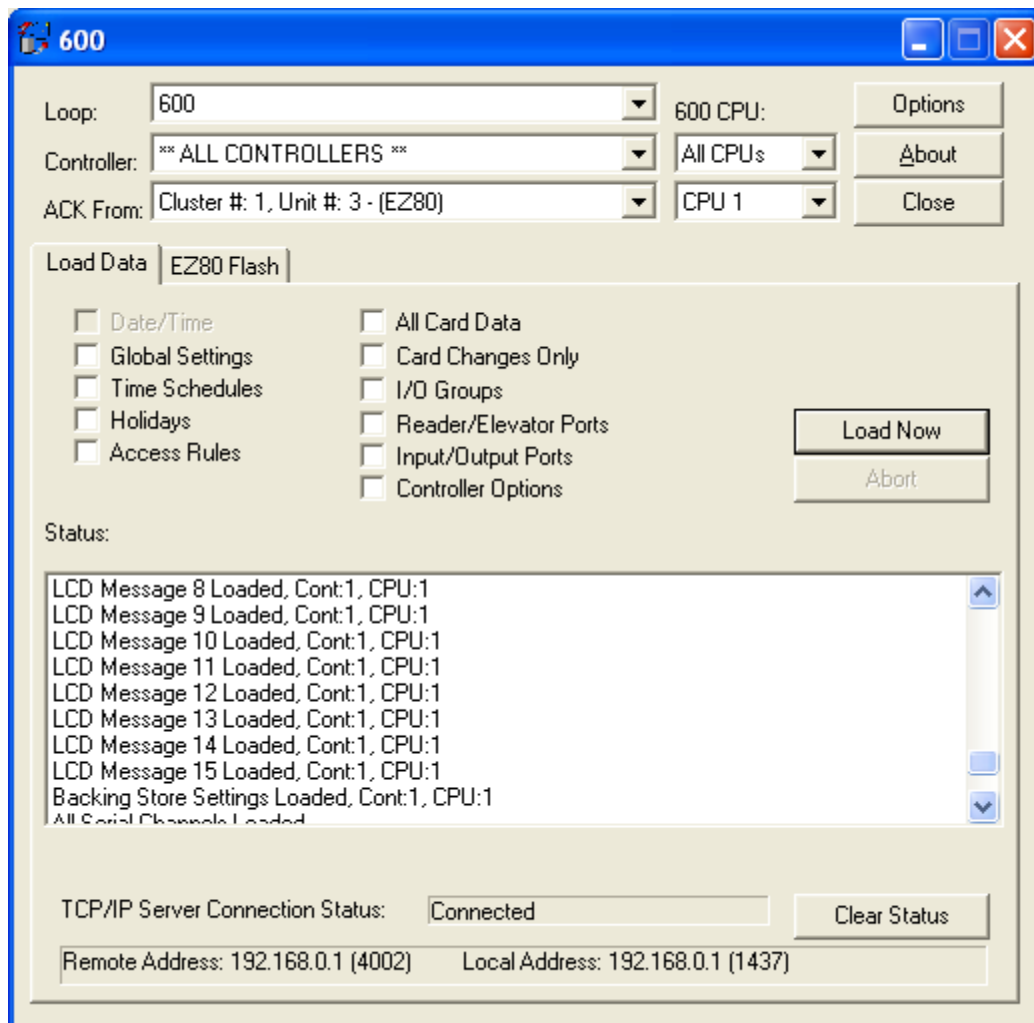 600
Loop: 600 600 CPU: Options
Controller: ** ALL CONTROLLERS ** All CPUs About
ACK From: Cluster #: 1, Unit #: 3 - (EZ80) CPU 1 Close
Load Data EZ80 Flash
Date/Time All Card Data
Global Settings Card Changes Only
Time Schedules I/O Groups
Holidays Reader/Elevator Ports Load Now
Access Rules Input/Output Ports Abort
Controller Options
Status:
LCD Message 8 Loaded, Cont:1, CPU:1
LCD Message 9 Loaded, Cont:1, CPU:1
LCD Message 10 Loaded, Cont:1, CPU:1
LCD Message 11 Loaded, Cont:1, CPU:1
LCD Message 12 Loaded, Cont:1, CPU:1
LCD Message 13 Loaded, Cont:1, CPU:1
LCD Message 14 Loaded, Cont:1, CPU:1
LCD Message 15 Loaded, Cont:1, CPU:1
Backing Store Settings Loaded, Cont:1, CPU:1
All Serial Channels Loaded
TCP/IP Server Connection Status: Connected Clear Status
Remote Address: 192.168.0.1 (4002) Local Address: 192.168.0.1 (1437)